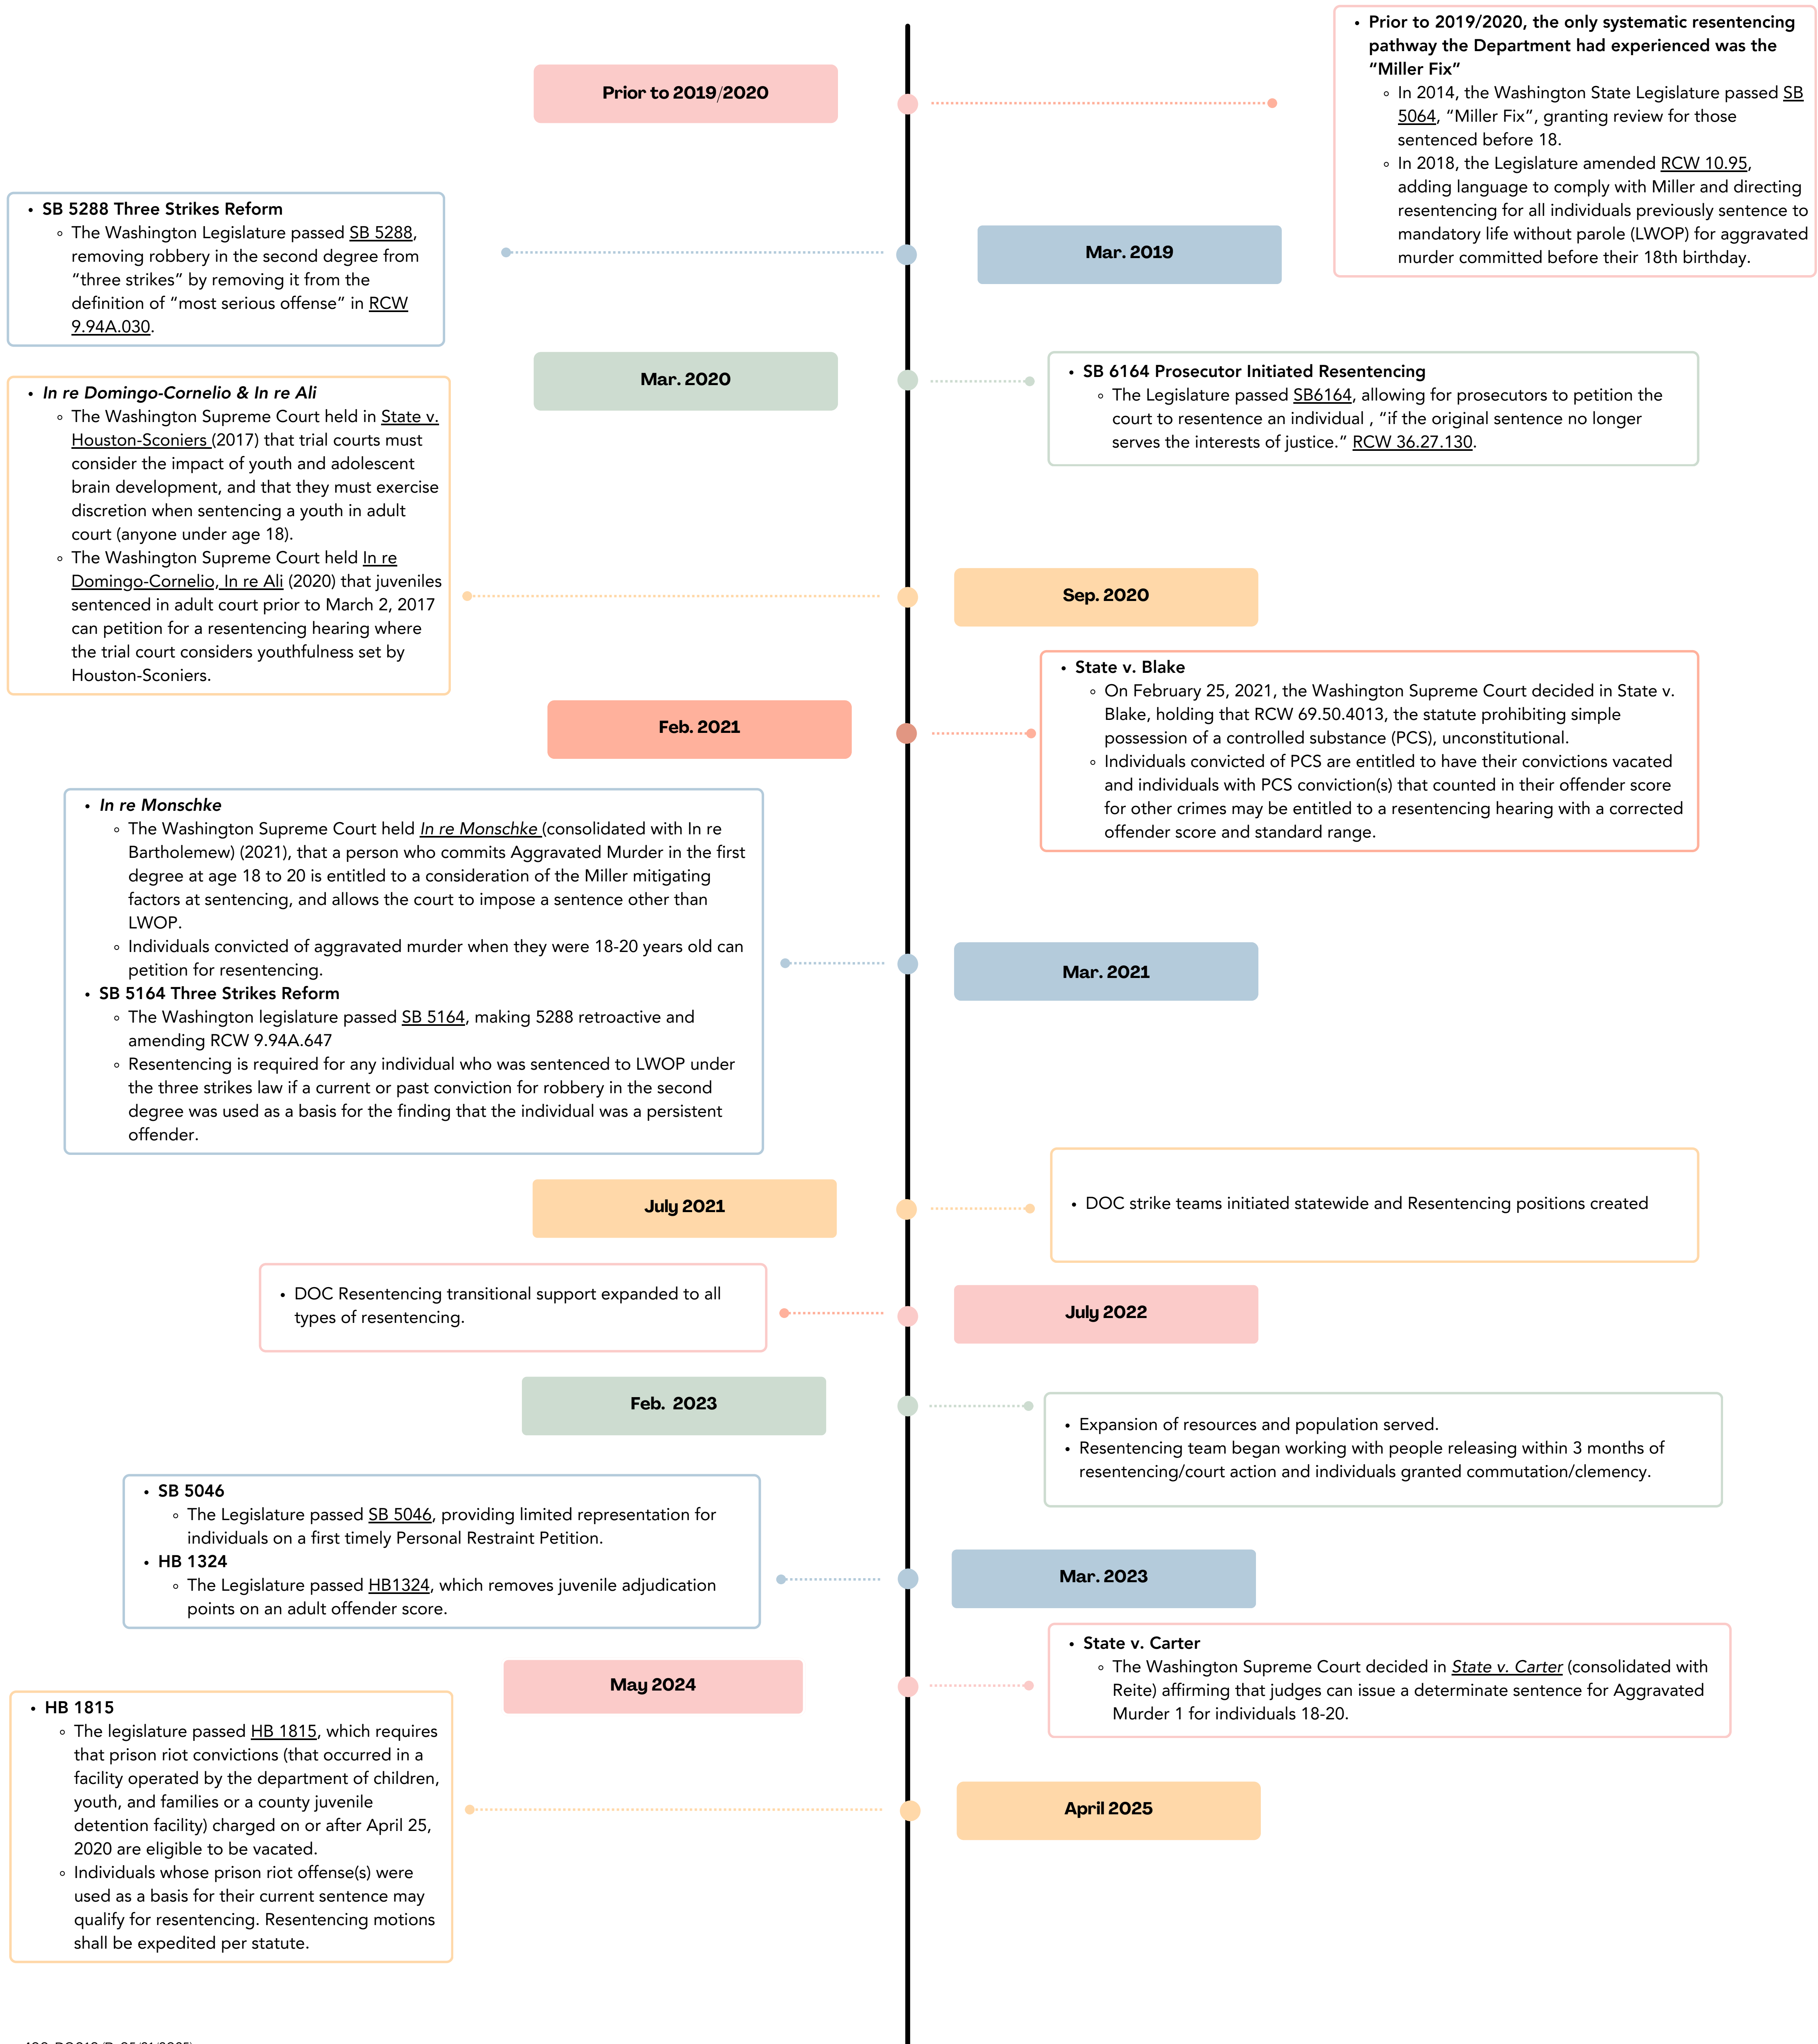 Prior to 2019/2020
• Prior to 2019/2020, the only systematic resentencing
pathway the Department had experienced was the
“Miller Fix”
◦ In 2014, the Washington State Legislature passed SB
5064, “Miller Fix”, granting review for those
sentenced before 18.
◦ In 2018, the Legislature amended RCW 10.95,
adding language to comply with Miller and directing
resentencing for all individuals previously sentence to
mandatory life without parole (LWOP) for aggravated
murder committed before their 18th birthday.
Mar. 2019
• SB 5288 Three Strikes Reform
◦ The Washington Legislature passed SB 5288,
removing robbery in the second degree from
“three strikes” by removing it from the
definition of “most serious offense” in RCW
9.94A.030.
Mar. 2020
• SB 6164 Prosecutor Initiated Resentencing
◦ The Legislature passed SB6164, allowing for prosecutors to petition the
court to resentence an individual , “if the original sentence no longer
serves the interests of justice.” RCW 36.27.130.
Sep. 2020
• In re Domingo-Cornelio & In re Ali
◦ The Washington Supreme Court held in State v.
Houston-Sconiers (2017) that trial courts must
consider the impact of youth and adolescent
brain development, and that they must exercise
discretion when sentencing a youth in adult
court (anyone under age 18).
◦ The Washington Supreme Court held In re
Domingo-Cornelio, In re Ali (2020) that juveniles
sentenced in adult court prior to March 2, 2017
can petition for a resentencing hearing where
the trial court considers youthfulness set by
Houston-Sconiers.
Feb. 2021
• State v. Blake
◦ On February 25, 2021, the Washington Supreme Court decided in State v.
Blake, holding that RCW 69.50.4013, the statute prohibiting simple
possession of a controlled substance (PCS), unconstitutional.
◦ Individuals convicted of PCS are entitled to have their convictions vacated
and individuals with PCS conviction(s) that counted in their offender score
for other crimes may be entitled to a resentencing hearing with a corrected
offender score and standard range.
Mar. 2021
• In re Monschke
◦ The Washington Supreme Court held In re Monschke (consolidated with In re
Bartholemew) (2021), that a person who commits Aggravated Murder in the first
degree at age 18 to 20 is entitled to a consideration of the Miller mitigating
factors at sentencing, and allows the court to impose a sentence other than
LWOP.
◦ Individuals convicted of aggravated murder when they were 18-20 years old can
petition for resentencing.
• SB 5164 Three Strikes Reform
◦ The Washington legislature passed SB 5164, making 5288 retroactive and
amending RCW 9.94A.647
◦ Resentencing is required for any individual who was sentenced to LWOP under
the three strikes law if a current or past conviction for robbery in the second
degree was used as a basis for the finding that the individual was a persistent
offender.
July 2021
• DOC strike teams initiated statewide and Resentencing positions created
July 2022
• DOC Resentencing transitional support expanded to all
types of resentencing.
Feb. 2023
• Expansion of resources and population served.
• Resentencing team began working with people releasing within 3 months of
resentencing/court action and individuals granted commutation/clemency.
Mar. 2023
• SB 5046
◦ The Legislature passed SB 5046, providing limited representation for
individuals on a first timely Personal Restraint Petition.
• HB 1324
◦ The Legislature passed HB1324, which removes juvenile adjudication
points on an adult offender score.
May 2024
• State v. Carter
◦ The Washington Supreme Court decided in State v. Carter (consolidated with
Reite) affirming that judges can issue a determinate sentence for Aggravated
Murder 1 for individuals 18-20.
April 2025
• HB 1815
◦ The legislature passed HB 1815, which requires
that prison riot convictions (that occurred in a
facility operated by the department of children,
youth, and families or a county juvenile
detention facility) charged on or after April 25,
2020 are eligible to be vacated.
◦ Individuals whose prison riot offense(s) were
used as a basis for their current sentence may
qualify for resentencing. Resentencing motions
shall be expedited per statute.